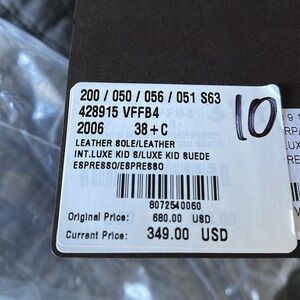 200 / 050 / 056 / 051 S63
428915 VFFB4
2006 38+C
LEATHER SOLE/LEATHER
INT.LUXE KID S/LUXE KID SUEDE
ESPRESSO/ESPRESSO
8072540060
Original Price: 680.00 USD
Current Price: 349.00 USD
10